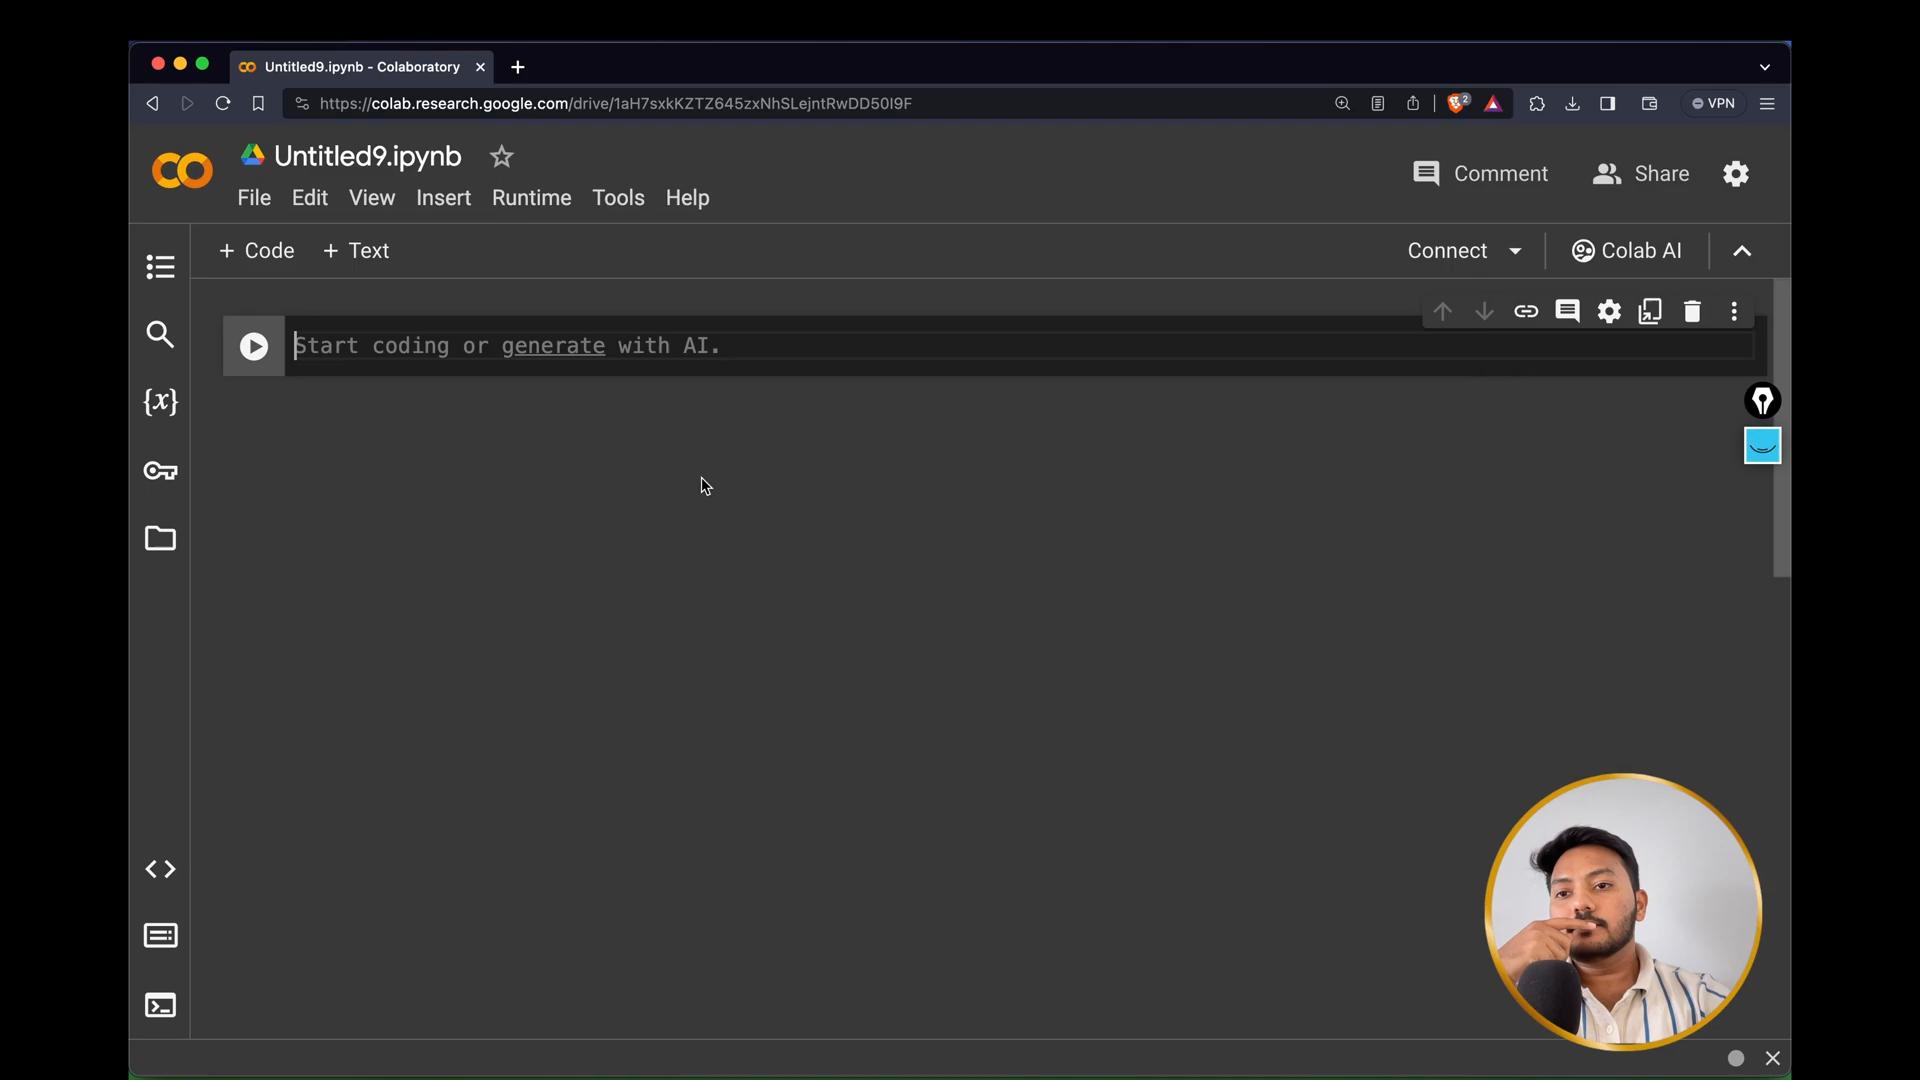 Untitled9.ipynb - Colaboratory
https://colab.research.google.com/drive/1aH7sxkKZTZ645zxNhSLejntRwDD50I9F
2
VPN
Untitled9.ipynb
Comment
Share
File Edit View Insert Runtime Tools Help
+ Code + Text
Connect
Colab AI
{x}
Start coding or generate with AI.